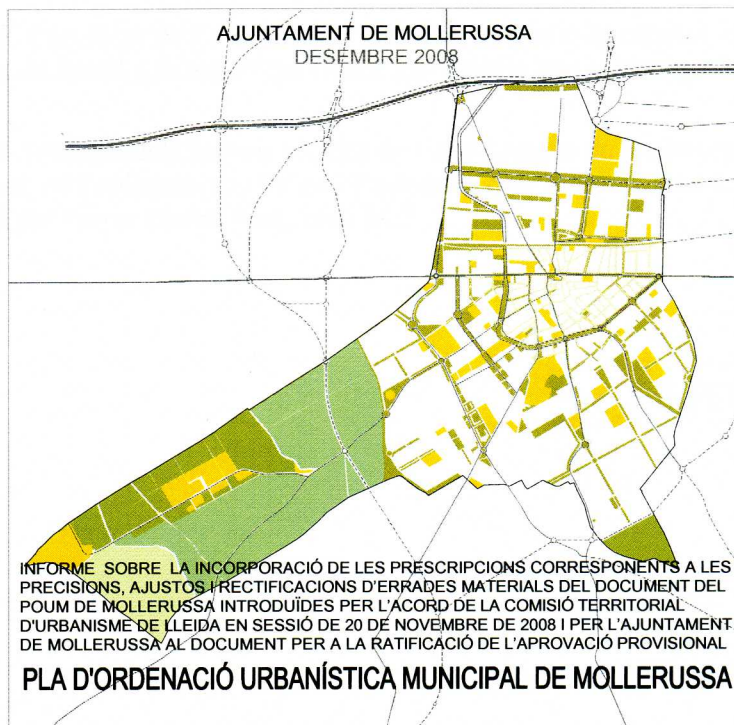 AJUNTAMENT DE MOLLERUSSA
DESEMBRE 2008
INFORME SOBRE LA INCORPORACIÓ DE LES PRESCRIPCIONS CORRESPONENTS A LES
PRECISIONS, AJUSTOS I RECTIFICACIONS D'ERRADES MATERIALS DEL DOCUMENT DEL
POUM DE MOLLERUSSA INTRODUÏDES PER L'ACORD DE LA COMISIÓ TERRITORIAL
D'URBANISME DE LLEIDA EN SESSIÓ DE 20 DE NOVEMBRE DE 2008 I PER L'AJUNTAMENT
DE MOLLERUSSA AL DOCUMENT PER A LA RATIFICACIÓ DE L'APROVACIÓ PROVISIONAL
PLA D'ORDENACIÓ URBANÍSTICA MUNICIPAL DE MOLLERUSSA